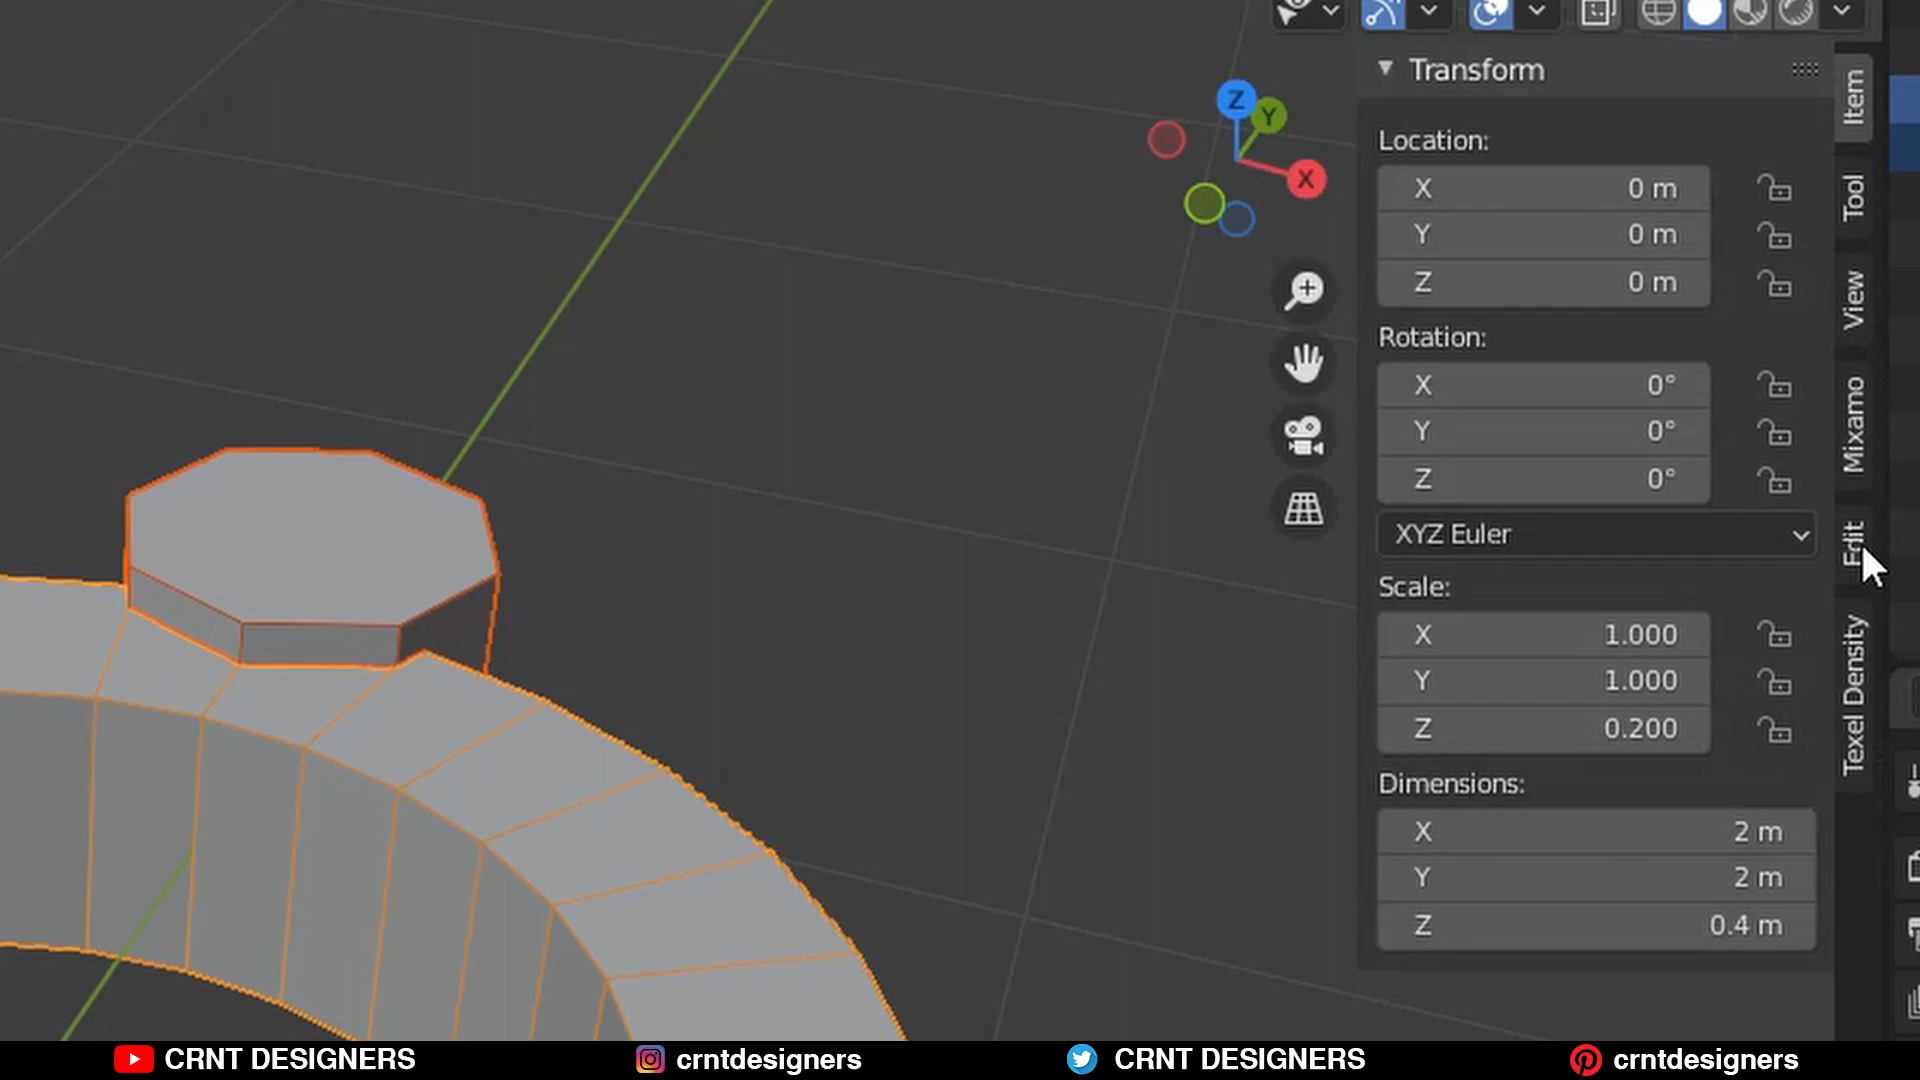 Transform
Item
Tool
View
Mixamo
Edit
Texel Density
Z
Y
X
Location:
X 0 m
Y 0 m
Z 0 m
Rotation:
X 0°
Y 0°
Z 0°
XYZ Euler
Scale:
X 1.000
Y 1.000
Z 0.200
Dimensions:
X 2 m
Y 2 m
Z 0.4 m
CRNT DESIGNERS crntdesigners CRNT DESIGNERS crntdesigners